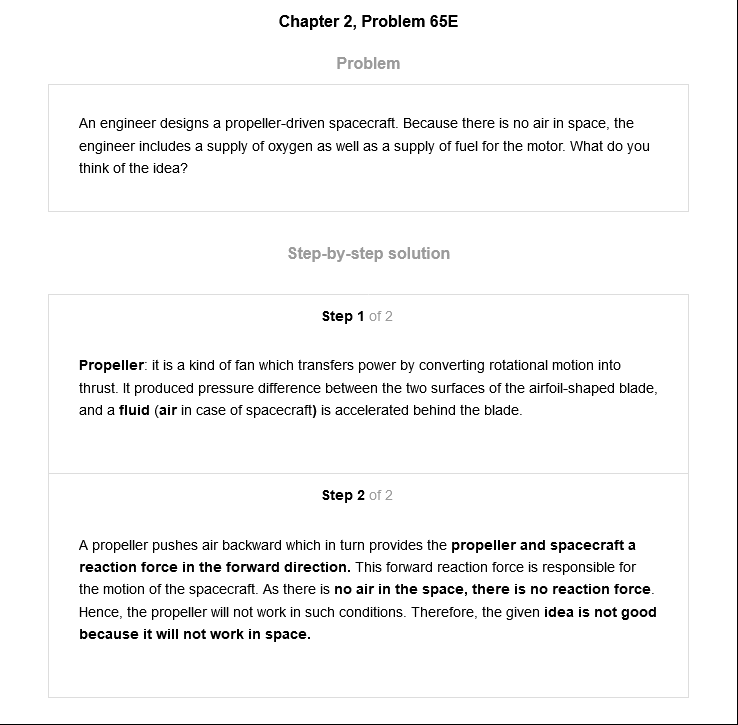 Chapter 2, Problem 65E
Problem
An engineer designs a propeller-driven spacecraft. Because there is no air in space, the
engineer includes a supply of oxygen as well as a supply of fuel for the motor. What do you
think of the idea?
Step-by-step solution
Step 1 of 2
Propeller: it is a kind of fan which transfers power by converting rotational motion into
thrust. It produced pressure difference between the two surfaces of the airfoil-shaped blade,
and a fluid (air in case of spacecraft) is accelerated behind the blade.
Step 2 of 2
A propeller pushes air backward which in turn provides the propeller and spacecraft a
reaction force in the forward direction. This forward reaction force is responsible for
the motion of the spacecraft. As there is no air in the space, there is no reaction force.
Hence, the propeller will not work in such conditions. Therefore, the given idea is not good
because it will not work in space.